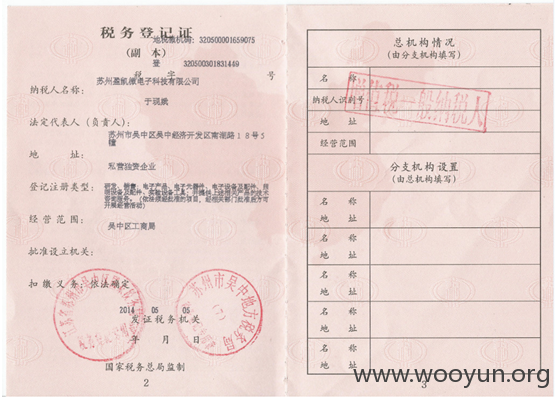 税务登记证
地税微机码：320500001659075
（副 本）
登 320500301831449
税 字 号
苏州盈凯微电子科技有限公司
纳税人名称：
法定代表人（负责人）：
苏州市吴中区吴中经济开发区南湖路18号5
幢
地 址：
私营独资企业
登记注册类型：
经营范围：
吴中区工商局
批准设立机关：
扣缴义务：依法确定
2014 05 05
发证税务机关
年 月 日
苏州市吴中地方税务局
(7)
国家税务总局监制
2
总机构情况
（由分支机构填写）
名 称
纳税人识别号：
地 址
经营范围
增值税一般纳税人
分支机构设置
（由总机构填写）
名 称
地 址
名 称
地 址
名 称
地 址
名 称
地 址
名 称
地 址
3
www.wooyun.org